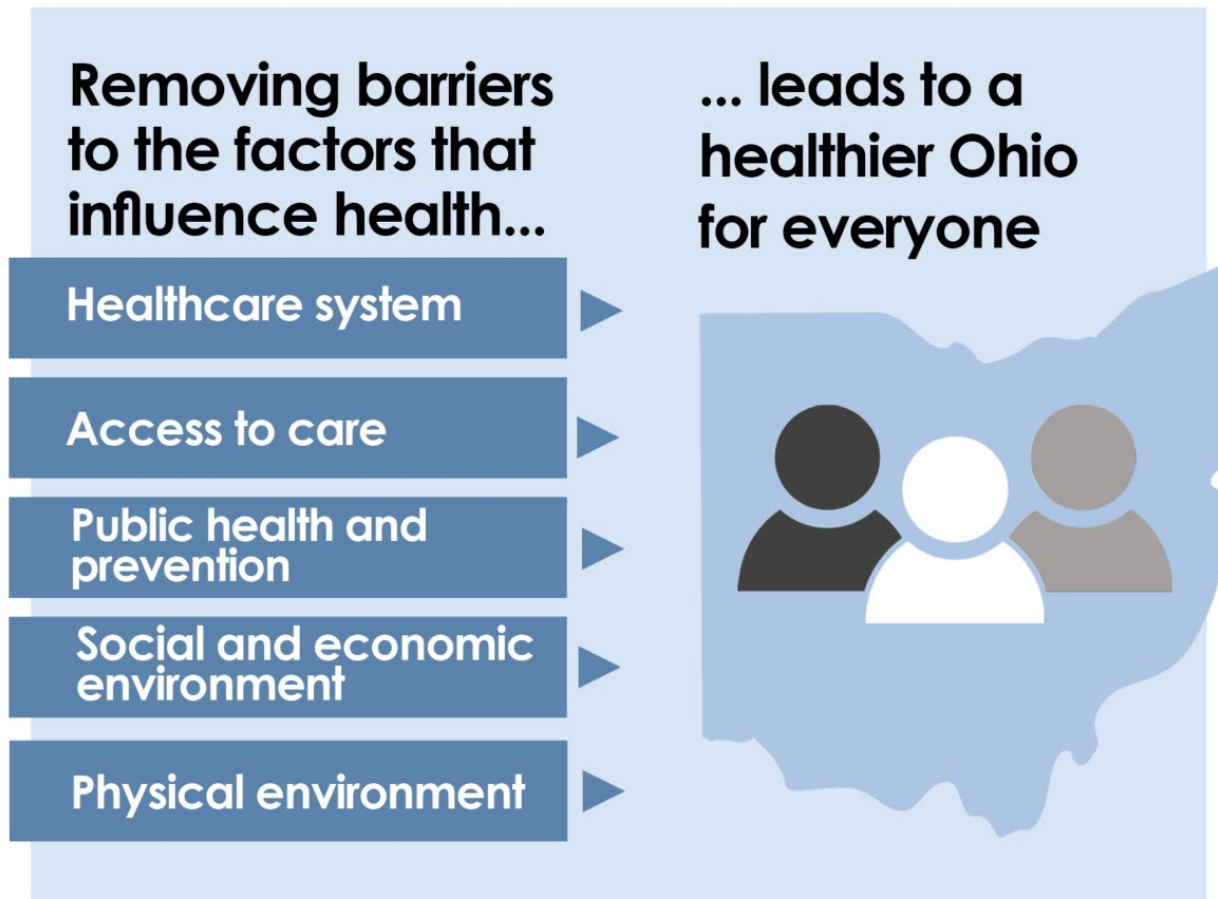 Removing barriers
to the factors that
influence health...
Healthcare system
Access to care
Public health and
prevention
Social and economic
environment
Physical environment
... leads to a
healthier Ohio
for everyone